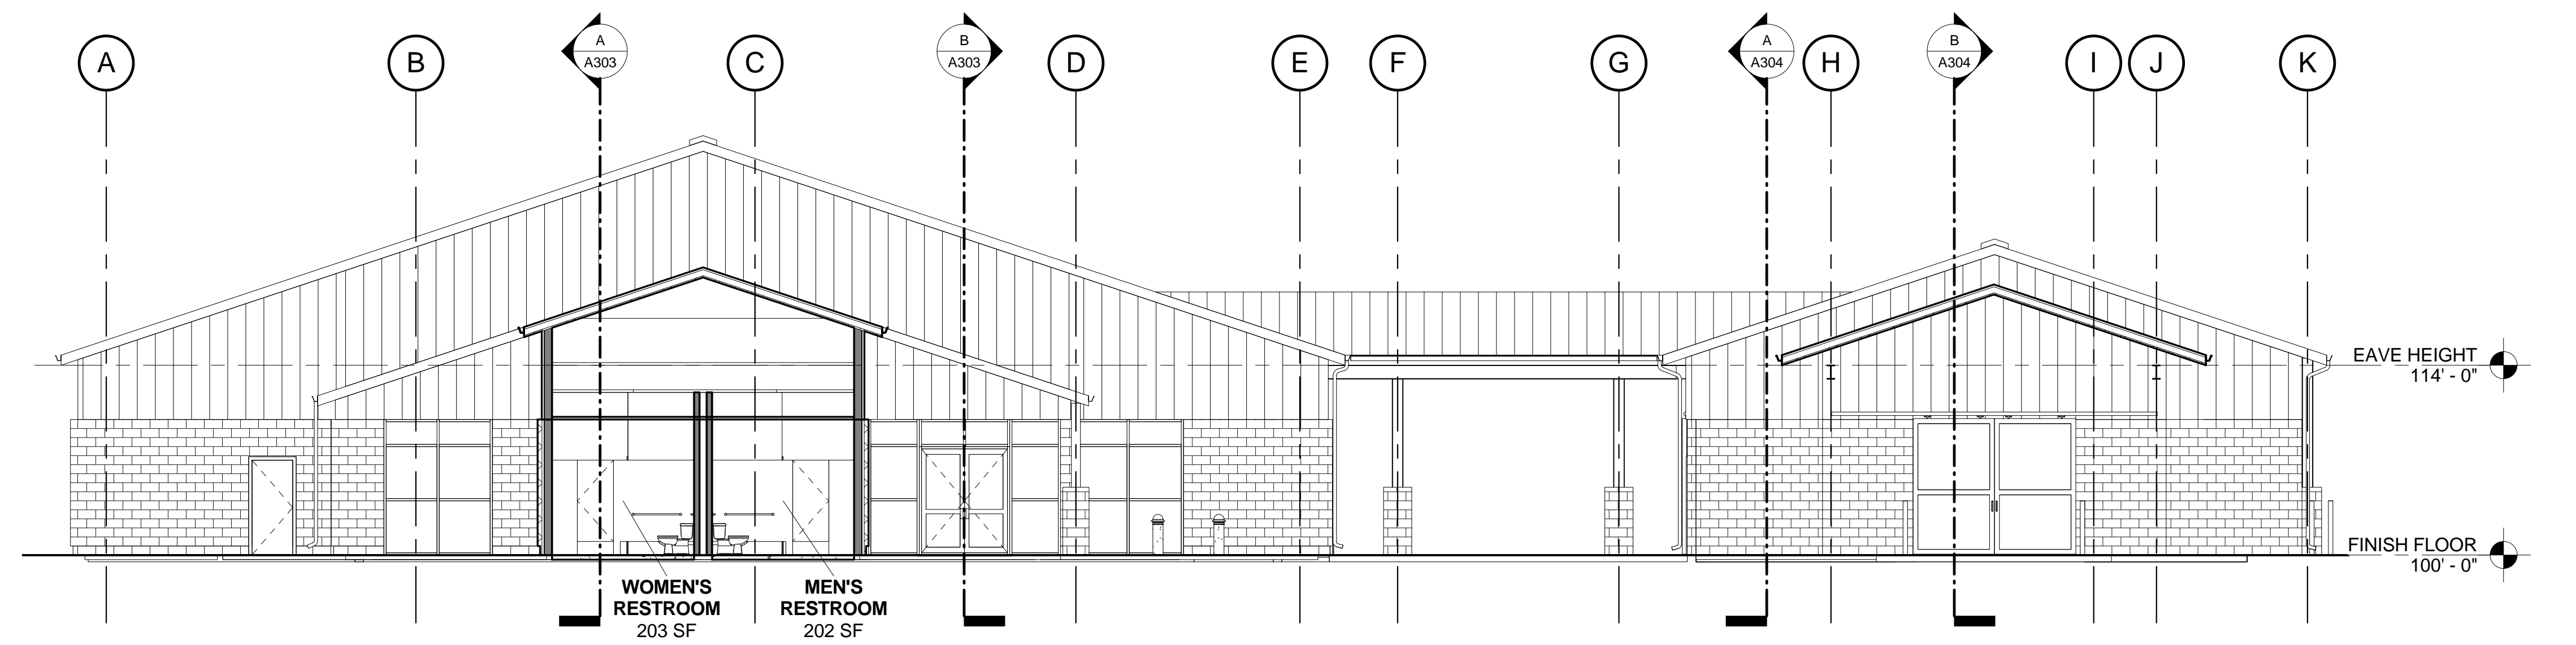 A
B
A
A303
C
B
A303
D
E
F
G
A
A304
H
B
A304
I
J
K
EAVE HEIGHT
114' - 0"
FINISH FLOOR
100' - 0"
WOMEN'S
RESTROOM
203 SF
MEN'S
RESTROOM
202 SF